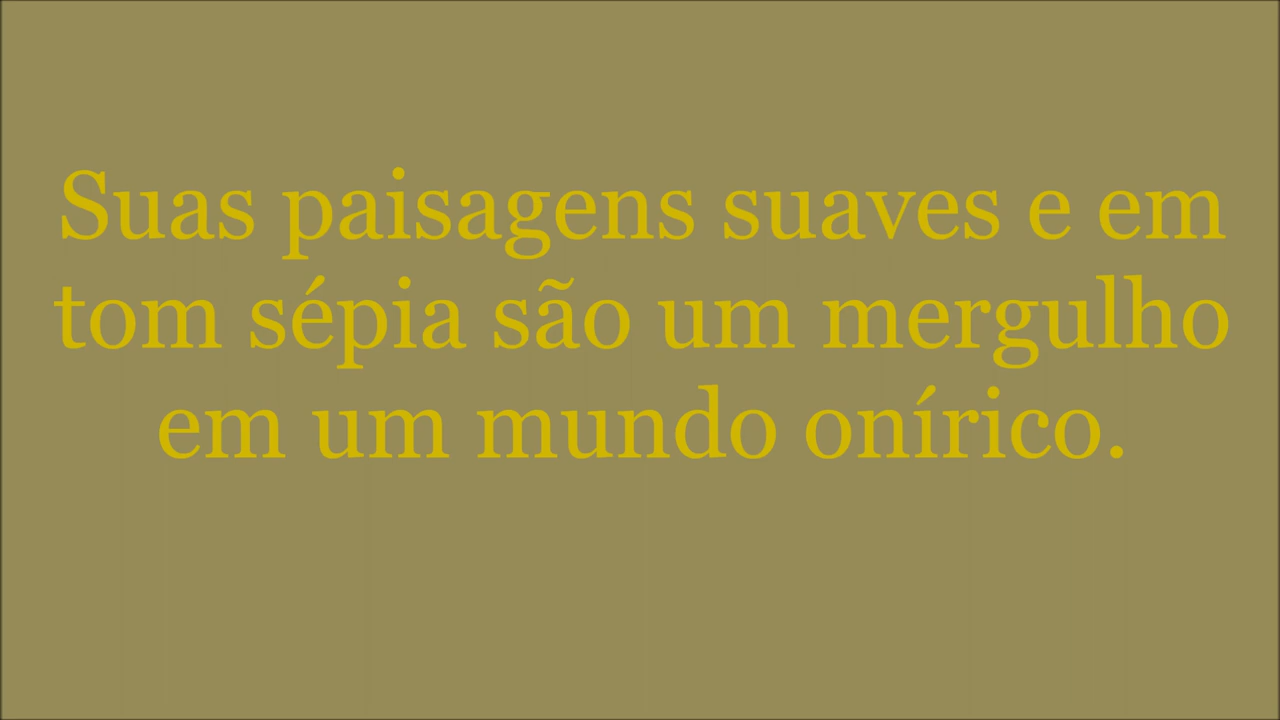 Suas paisagens suaves e em
tom sépia são um mergulho
em um mundo onírico.